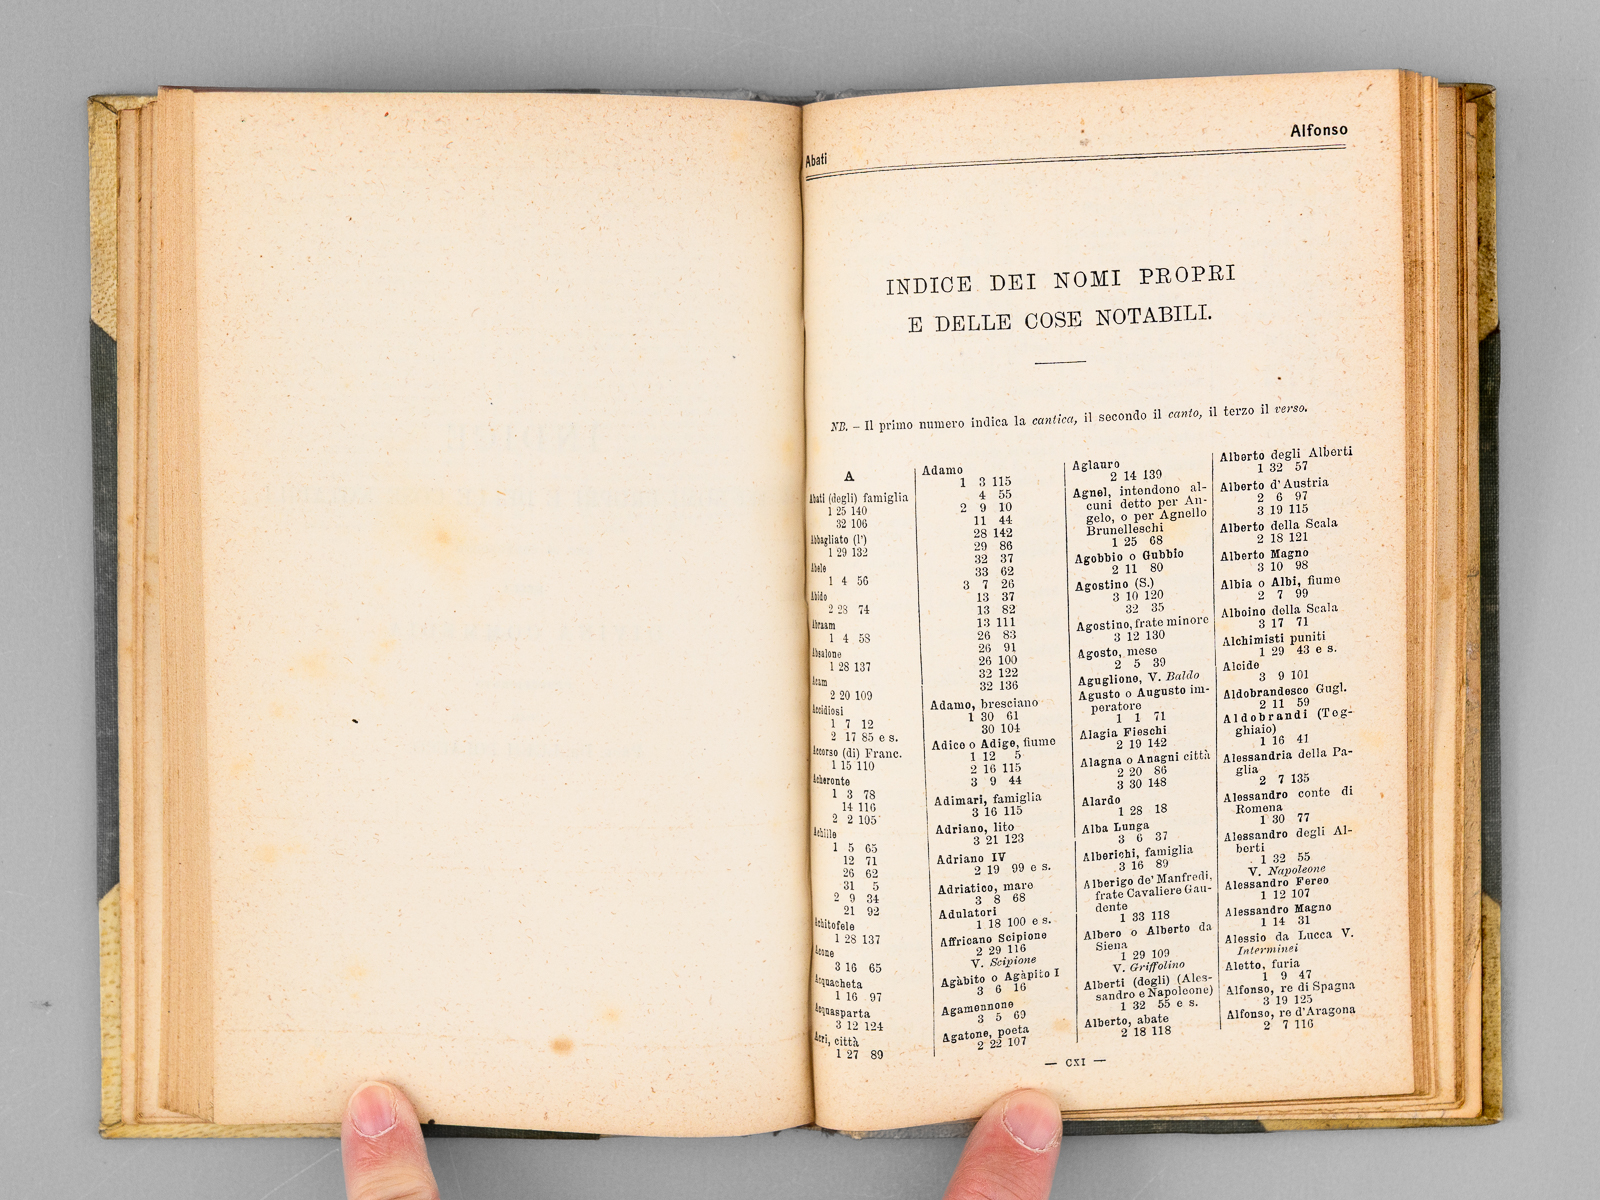 Alfonso
Abati
INDICE DEI NOMI PROPRI
E DELLE COSE NOTABILI.
NB. – Il primo numero indica la cantica, il secondo il canto, il terzo il verso.
A
Abati (degli) famiglia
1 25 140
32 106
Abbagliato (l')
1 29 132
Abele
1 4 56
Abido
2 28 74
Abraam
1 4 58
Absalone
1 28 137
Acam
2 20 109
Accidiosi
1 7 12
2 17 85 e s.
Accorso (di) Franc.
1 15 110
Acheronte
1 3 78
14 116
2 2 105
Achille
1 5 65
12 71
26 62
31 5
2 9 34
21 92
Achitofele
1 28 137
Acone
3 16 65
Acquacheta
1 16 97
Acquasparta
3 12 124
Acri, città
1 27 89
Adamo
1 3 115
4 55
2 9 10
11 44
28 142
29 86
32 37
33 62
3 7 26
13 37
13 82
13 111
26 83
26 91
26 100
32 122
32 136
Adamo, bresciano
1 30 61
30 104
Adice o Adige, fiume
1 12 5
2 16 115
3 9 44
Adimari, famiglia
3 16 115
Adriano, lito
3 21 123
Adriano IV
2 19 99 e s.
Adriatico, mare
3 8 68
Adulatori
1 18 100 e s.
Affricano Scipione
2 29 116
V. Scipione
Agàbito o Agàpito I
3 6 16
Agamennone
3 5 69
Agatone, poeta
2 22 107
Aglauro
2 14 139
Agnel, intendono al-
cuni detto per An-
gelo, o per Agnello
Brunelleschi
1 25 68
Agobbio o Gubbio
2 11 80
Agostino (S.)
3 10 120
32 35
Agostino, frate minore
3 12 130
Agosto, mese
2 5 39
Aguglione, V. Baldo
Agusto o Augusto im-
peratore
1 1 71
Alagia Fieschi
2 19 142
Alagna o Anagni città
2 20 86
3 30 148
Alardo
1 28 18
Alba Lunga
3 6 37
Alberichi, famiglia
3 16 89
Alberigo de' Manfredi,
frate Cavaliere Gau-
dente
1 33 118
Albero o Alberto da
Siena
1 29 109
V. Griffolino
Alberti (degli) (Ales-
sandro e Napoleone)
1 32 55 e s.
Alberto, abate
2 18 118
Alberto degli Alberti
1 32 57
Alberto d'Austria
2 6 97
3 19 115
Alberto della Scala
2 18 121
Alberto Magno
3 10 98
Albia o Albi, fiume
2 7 99
Alboino della Scala
3 17 71
Alchimisti puniti
1 29 43 e s.
Alcide
3 9 101
Aldobrandesco Gugl.
2 11 59
Aldobrandi (Teg-
ghiaio)
1 16 41
Alessandria della Pa-
glia
2 7 135
Alessandro conte di
Romena
1 30 77
Alessandro degli Al-
berti
1 32 55
V. Napoleone
Alessandro Fereo
1 12 107
Alessandro Magno
1 14 31
Alessio da Lucca V.
Interminei
Aletto, furia
1 9 47
Alfonso, re di Spagna
3 19 125
Alfonso, re d'Aragona
2 7 116
— CXI —